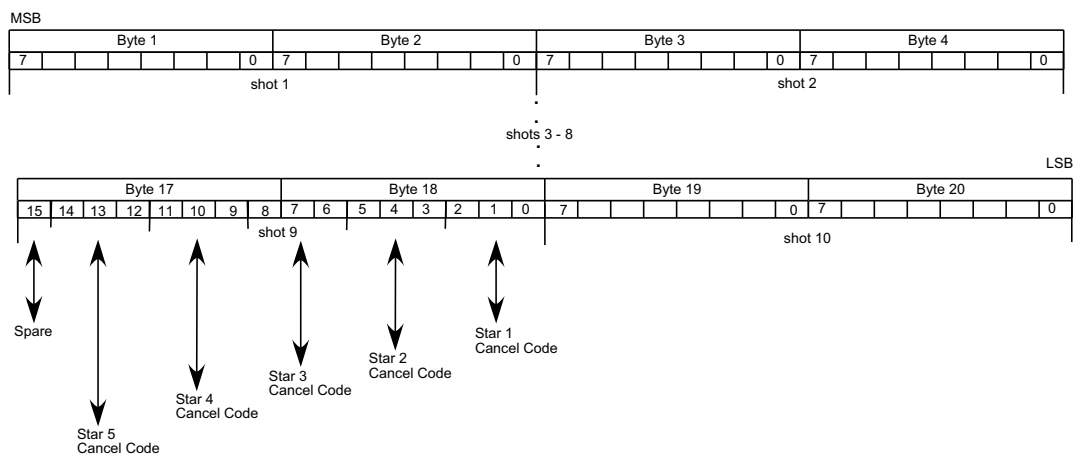 MSB
Byte 1 Byte 2 Byte 3 Byte 4
7 0 7 0 7 0 7 0
shot 1 shot 2
shots 3 - 8
LSB
Byte 17 Byte 18 Byte 19 Byte 20
15 14 13 12 11 10 9 8 7 6 5 4 3 2 1 0 7 0 7 0
shot 9 shot 10
Spare
Star 1
Cancel Code
Star 2
Cancel Code
Star 3
Cancel Code
Star 4
Cancel Code
Star 5
Cancel Code